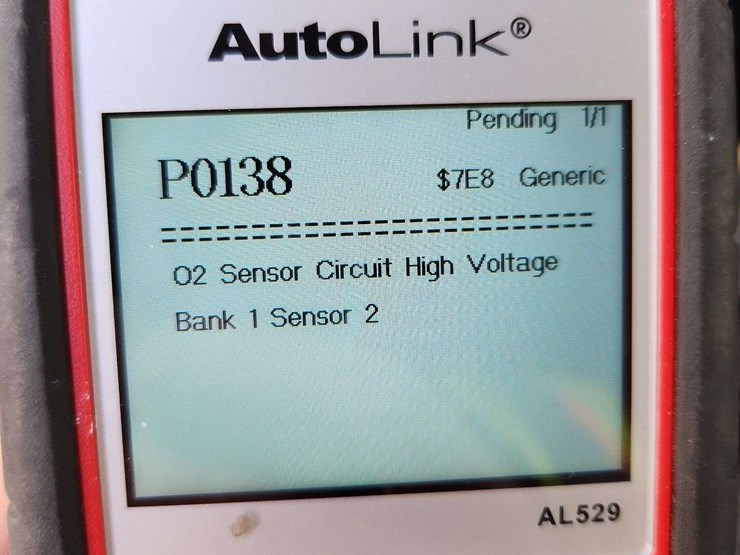 AutoLink®
Pending 1/1
P0138 $7E8 Generic
========================
O2 Sensor Circuit High Voltage
Bank 1 Sensor 2
AL529